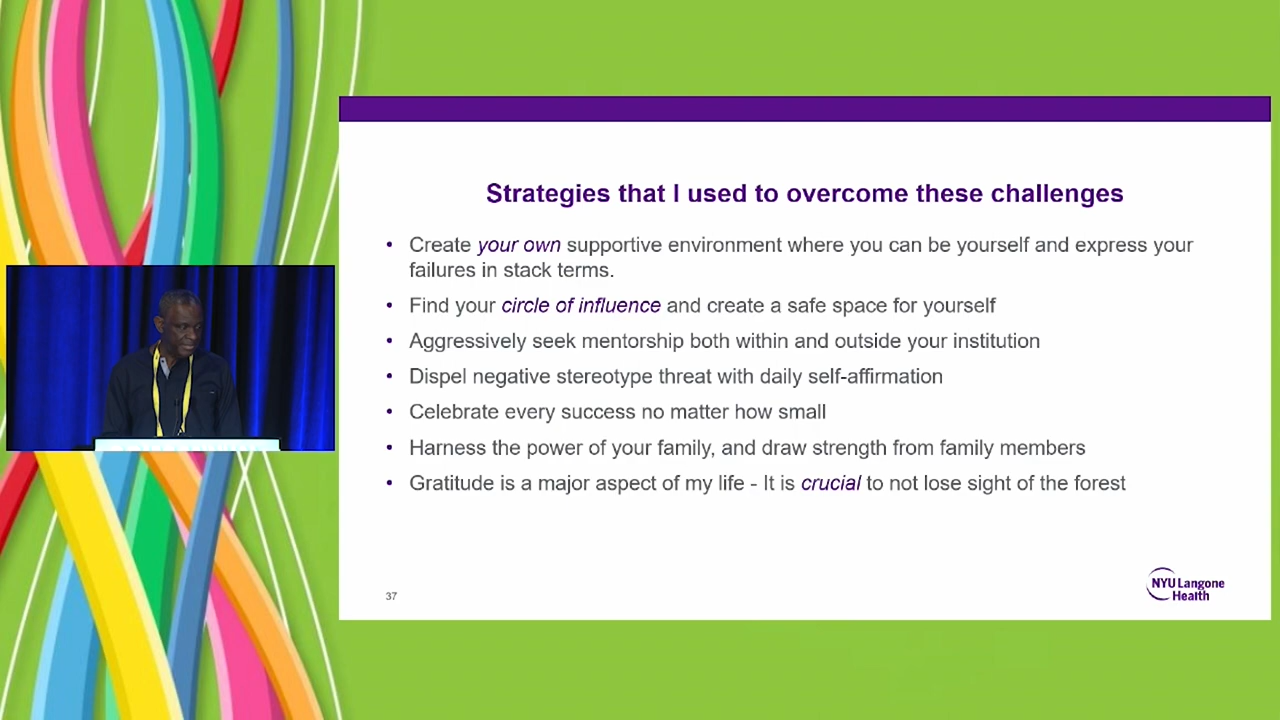 Strategies that I used to overcome these challenges
• Create your own supportive environment where you can be yourself and express your
failures in stack terms.
• Find your circle of influence and create a safe space for yourself
• Aggressively seek mentorship both within and outside your institution
• Dispel negative stereotype threat with daily self-affirmation
• Celebrate every success no matter how small
• Harness the power of your family, and draw strength from family members
• Gratitude is a major aspect of my life - It is crucial to not lose sight of the forest
37
NYU Langone
Health